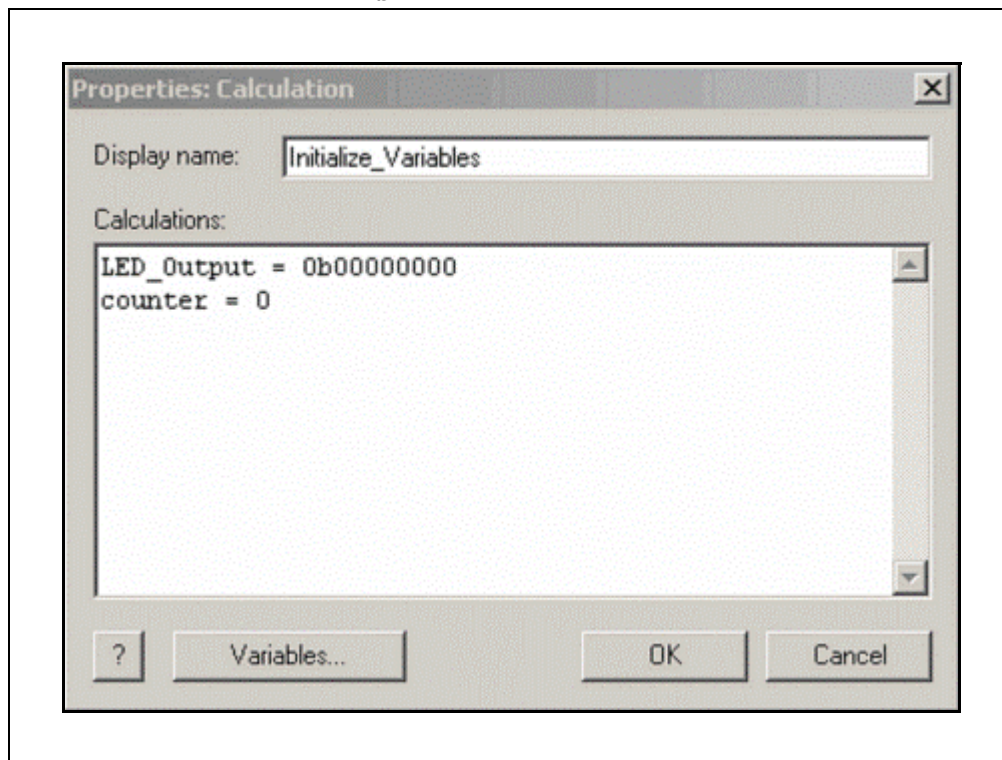 Properties: Calculation
Display name: Initialize_Variables
Calculations:
LED_Output = 0b00000000
counter = 0
? Variables... OK Cancel